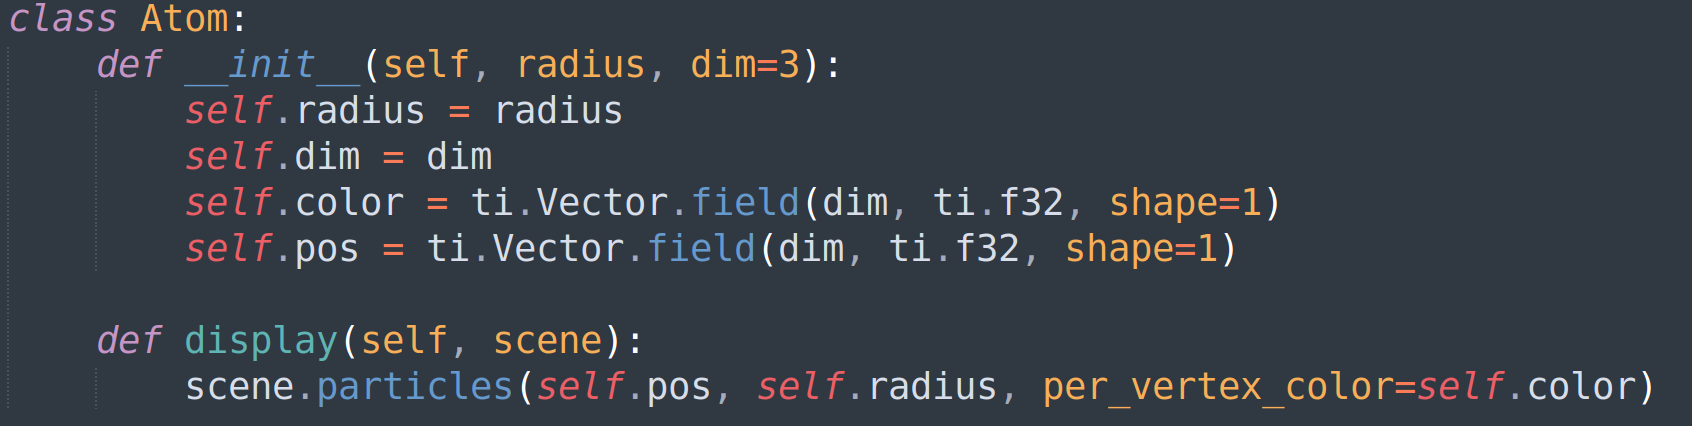 class Atom:
    def __init__(self, radius, dim=3):
        self.radius = radius
        self.dim = dim
        self.color = ti.Vector.field(dim, ti.f32, shape=1)
        self.pos = ti.Vector.field(dim, ti.f32, shape=1)

    def display(self, scene):
        scene.particles(self.pos, self.radius, per_vertex_color=self.color)